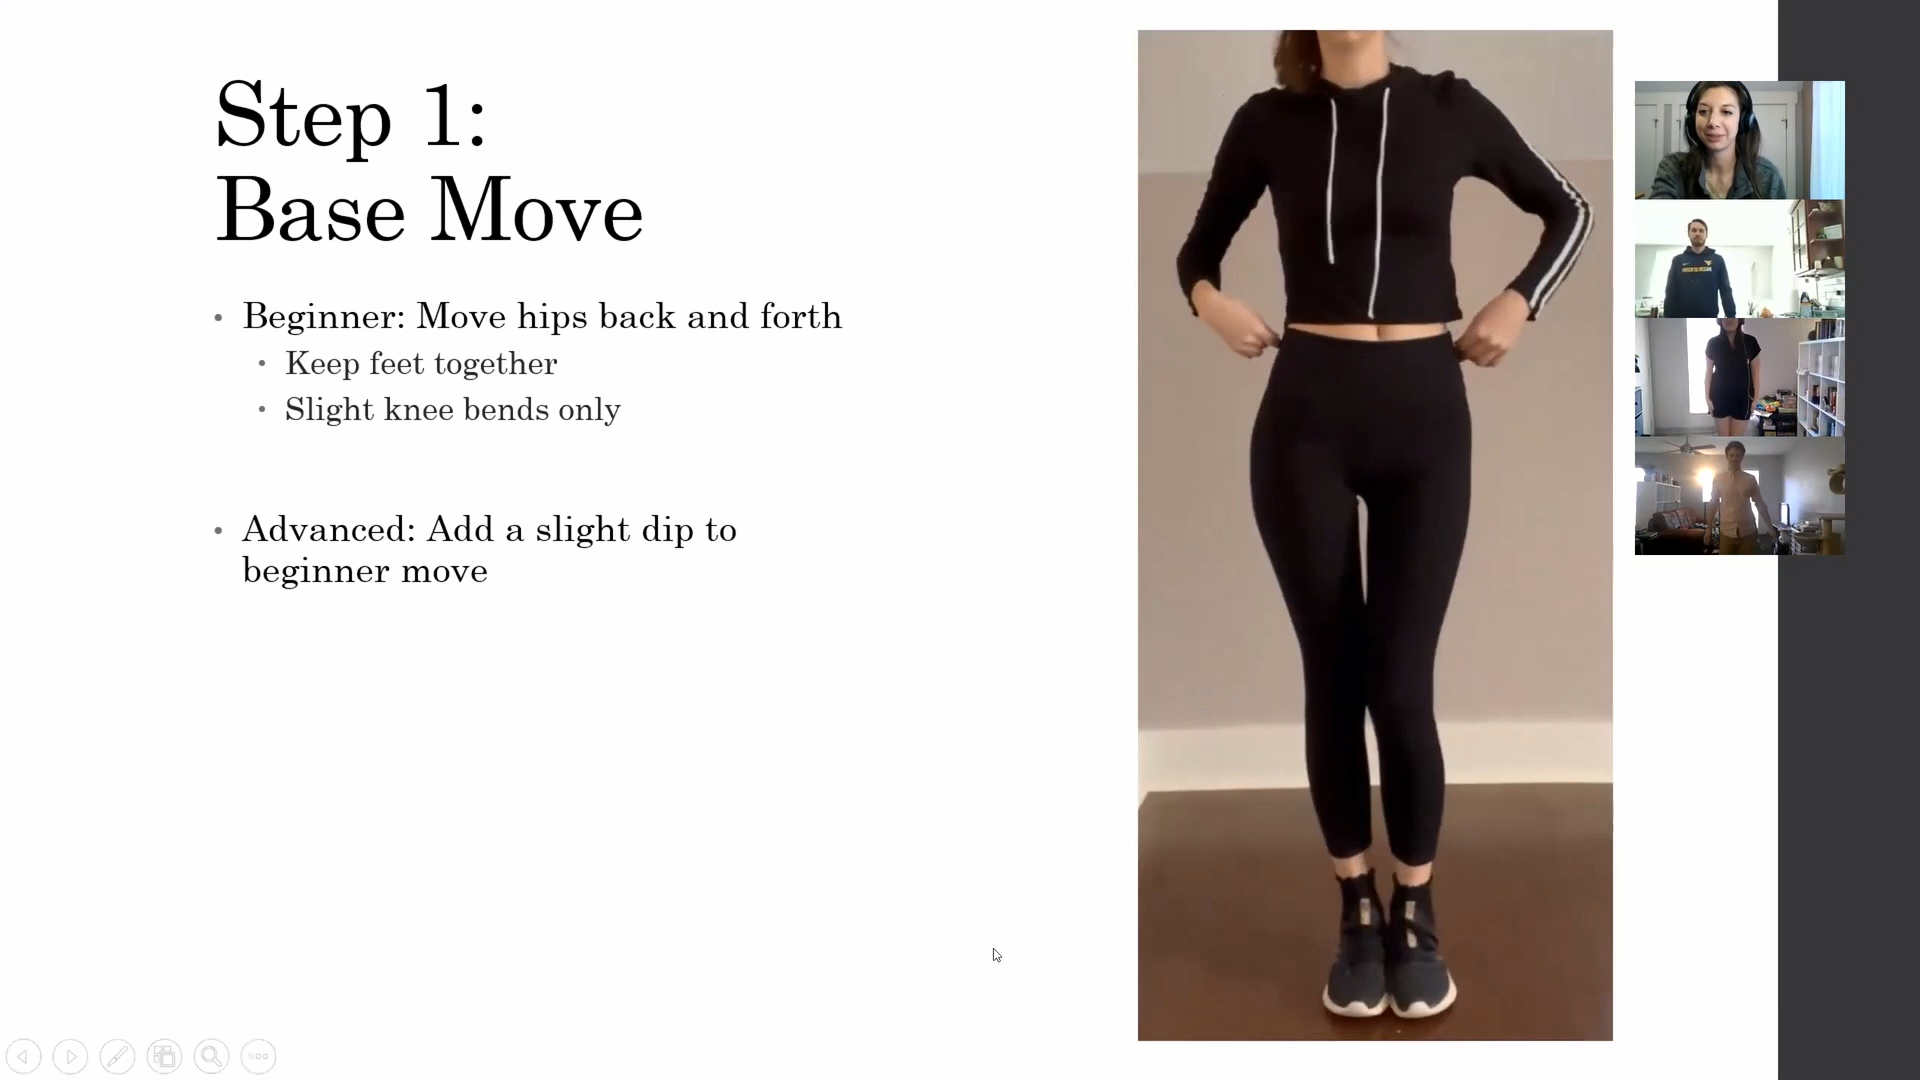 Step 1:
Base Move
• Beginner: Move hips back and forth
• Keep feet together
• Slight knee bends only
• Advanced: Add a slight dip to
beginner move